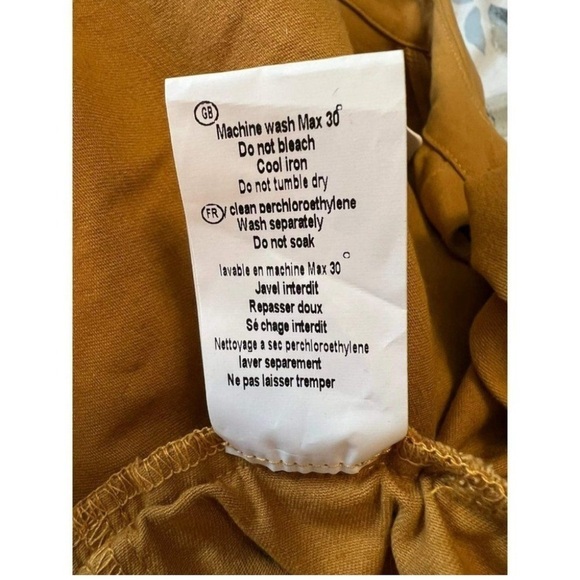 GB
Machine wash Max 30°
Do not bleach
Cool iron
Do not tumble dry
FR y clean perchloroethylene
Wash separately
Do not soak
lavable en machine Max 30°
Javel interdit
Repasser doux
Sé chage interdit
Nettoyage a sec perchloroethylene
laver separement
Ne pas laisser tremper